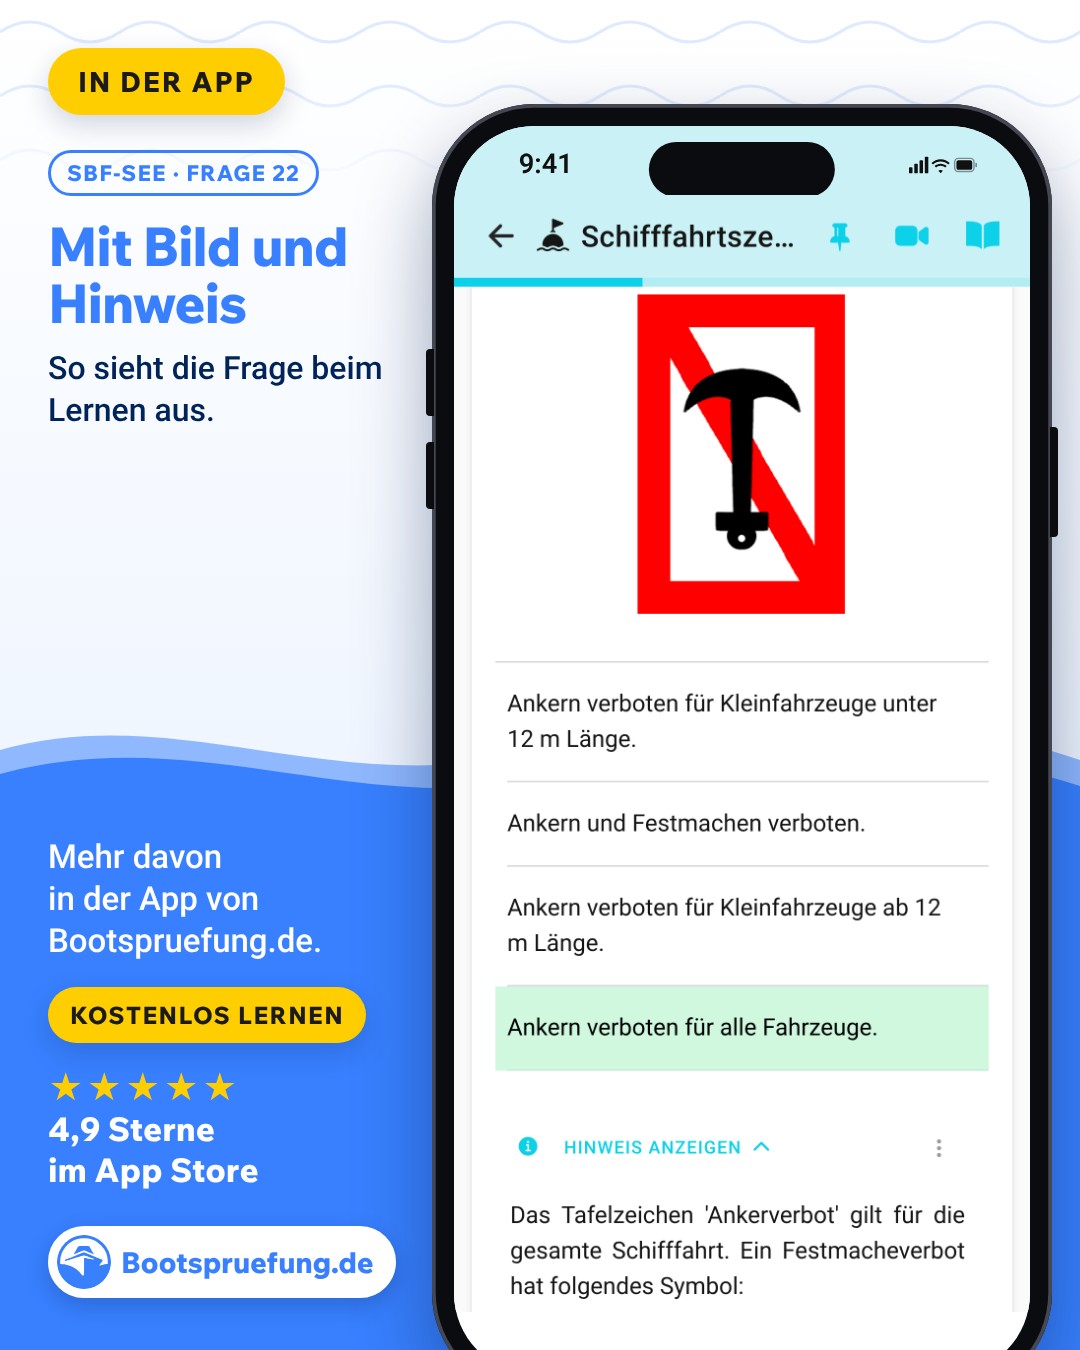 IN DER APP
SBF-SEE · FRAGE 22
Mit Bild und
Hinweis
So sieht die Frage beim
Lernen aus.
Mehr davon
in der App von
Bootspruefung.de.
KOSTENLOS LERNEN
4,9 Sterne
im App Store
Bootspruefung.de
9:41
Schifffahrtsze...
Ankern verboten für Kleinfahrzeuge unter
12 m Länge.
Ankern und Festmachen verboten.
Ankern verboten für Kleinfahrzeuge ab 12
m Länge.
Ankern verboten für alle Fahrzeuge.
HINWEIS ANZEIGEN
Das Tafelzeichen 'Ankerverbot' gilt für die
gesamte Schifffahrt. Ein Festmacheverbot
hat folgendes Symbol: